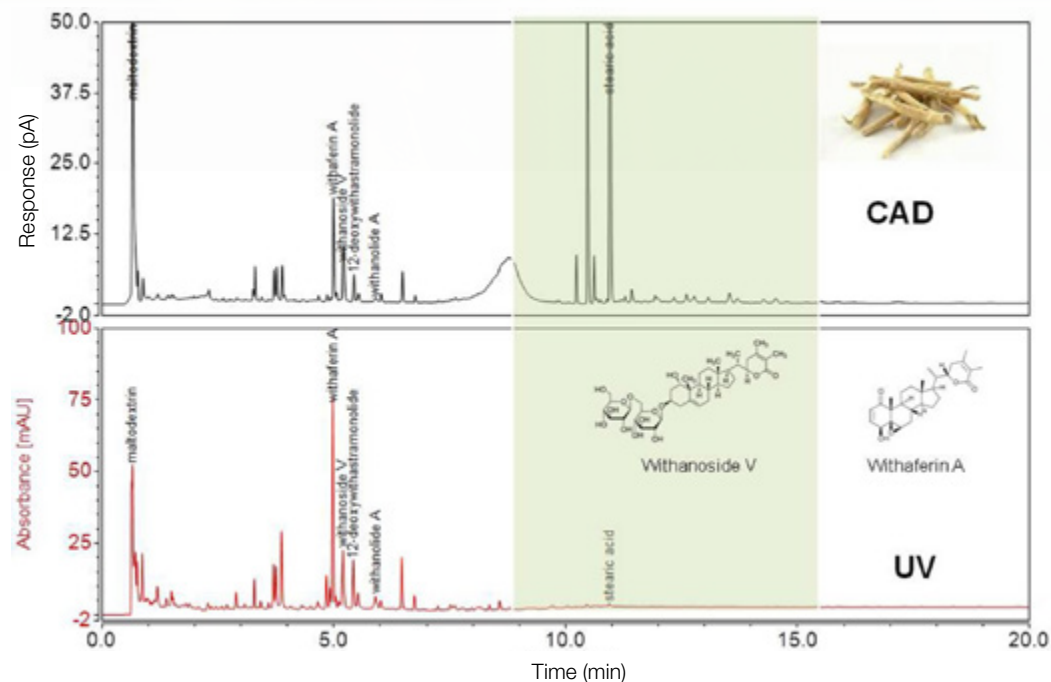 50.0
37.5
25.0
12.5
-2.0
Response (pA)
maltodextrin
withaferin A
withanoside V
12-deoxywithastramonolide
withanolide A
stearic acid
CAD
100
75
50
25
-2
Absorbance [mAU]
maltodextrin
withaferin A
withanoside V
12-deoxywithastramonolide
withanolide A
stearic acid
Withanoside V
Withaferin A
UV
0.0
5.0
10.0
15.0
20.0
Time (min)